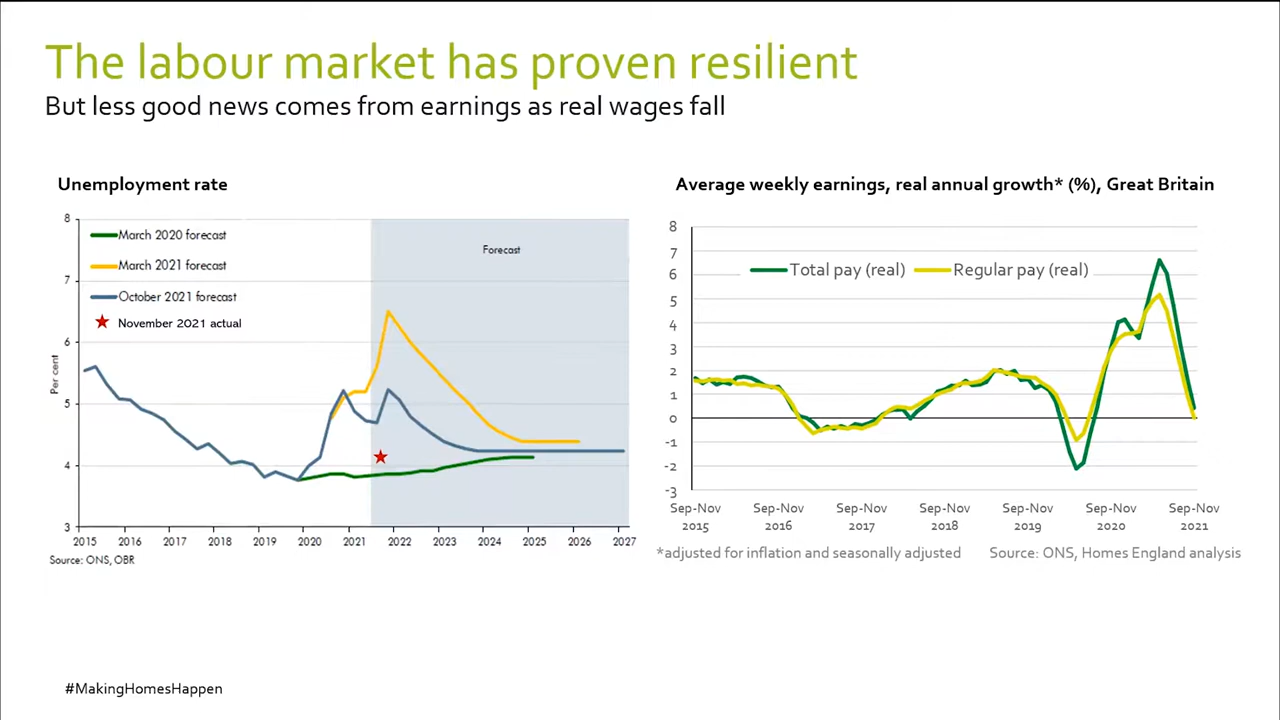 The labour market has proven resilient
But less good news comes from earnings as real wages fall
Unemployment rate
8
7
6
5
4
3
Per cent
March 2020 forecast
March 2021 forecast
October 2021 forecast
November 2021 actual
Forecast
2015 2016 2017 2018 2019 2020 2021 2022 2023 2024 2025 2026 2027
Source: ONS, OBR
Average weekly earnings, real annual growth* (%), Great Britain
8
7
6
5
4
3
2
1
0
-1
-2
-3
Total pay (real) Regular pay (real)
Sep-Nov Sep-Nov Sep-Nov Sep-Nov Sep-Nov Sep-Nov Sep-Nov
2015 2016 2017 2018 2019 2020 2021
*adjusted for inflation and seasonally adjusted Source: ONS, Homes England analysis
#MakingHomesHappen